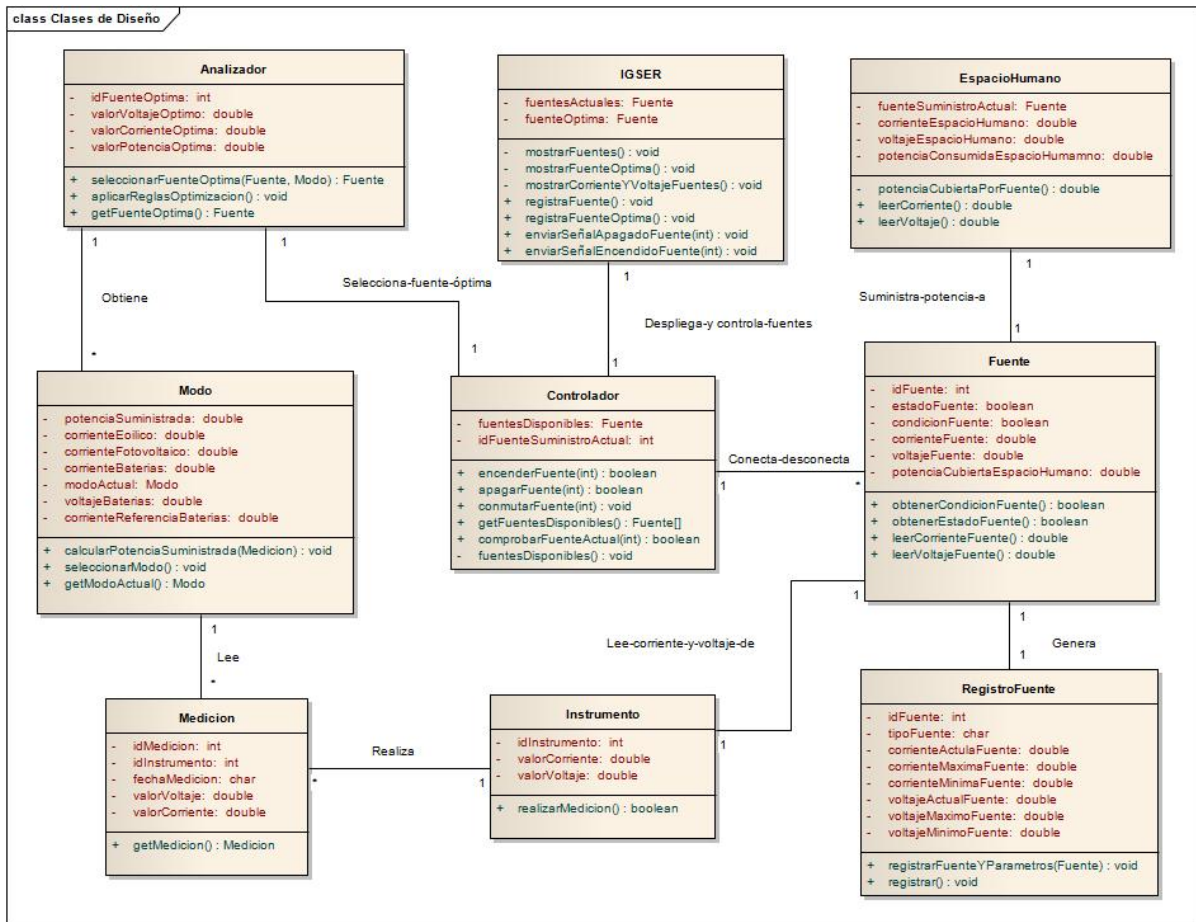 class Clases de Diseño
Analizador
- idFuenteOptima: int
- valorVoltajeOptimo: double
- valorCorrienteOptima: double
- valorPotenciaOptima: double
+ seleccionarFuenteOptima(Fuente, Modo) : Fuente
+ aplicarReglasOptimizacion() : void
+ getFuenteOptima() : Fuente
IGSER
- fuentesActuales: Fuente
- fuenteOptima: Fuente
- mostrarFuentes() : void
- mostrarFuenteOptima() : void
- mostrarCorrienteYVoltajeFuentes() : void
+ registraFuente() : void
+ registraFuenteOptima() : void
+ enviarSeñalApagadoFuente(int) : void
+ enviarSeñalEncendidoFuente(int) : void
EspacioHumano
- fuenteSuministroActual: Fuente
- corrienteEspacioHumano: double
- voltajeEspacioHumano: double
- potenciaConsumidaEspacioHumamno: double
- potenciaCubiertaPorFuente() : double
+ leerCorriente() : double
+ leerVoltaje() : double
1
1
1
1
Obtiene
Selecciona-fuente-óptima
Suministra-potencia-a
Despliega-y controla-fuentes
*
1
1
1
Modo
- potenciaSuministrada: double
- corrienteEoilico: double
- corrienteFotovoltaico: double
- corrienteBaterias: double
- modoActual: Modo
- voltajeBaterias: double
- corrienteReferenciaBaterias: double
+ calcularPotenciaSuministrada(Medicion) : void
+ seleccionarModo() : void
+ getModoActual() : Modo
Controlador
- fuentesDisponibles: Fuente
- idFuenteSuministroActual: int
+ encenderFuente(int) : boolean
+ apagarFuente(int) : boolean
+ conmutarFuente(int) : void
+ getFuentesDisponibles() : Fuente[]
+ comprobarFuenteActual(int) : boolean
- fuentesDisponibles() : void
Conecta-desconecta
1
*
Fuente
- idFuente: int
- estadoFuente: boolean
- condicionFuente: boolean
- corrienteFuente: double
- voltajeFuente: double
- potenciaCubiertaEspacioHumano: double
+ obtenerCondicionFuente() : boolean
+ obtenerEstadoFuente() : boolean
+ leerCorrienteFuente() : double
+ leerVoltajeFuente() : double
1
1
1
Lee
Lee-corriente-y-voltaje-de
Genera
*
1
Medicion
- idMedicion: int
- idInstrumento: int
- fechaMedicion: char
- valorVoltaje: double
- valorCorriente: double
+ getMedicion() : Medicion
Realiza
*
1
Instrumento
- idInstrumento: int
- valorCorriente: double
- valorVoltaje: double
+ realizarMedicion() : boolean
1
RegistroFuente
- idFuente: int
- tipoFuente: char
- corrienteActulaFuente: double
- corrienteMaximaFuente: double
- corrienteMinimaFuente: double
- voltajeActualFuente: double
- voltajeMaximoFuente: double
- voltajeMinimoFuente: double
+ registrarFuenteYParametros(Fuente) : void
+ registrar() : void